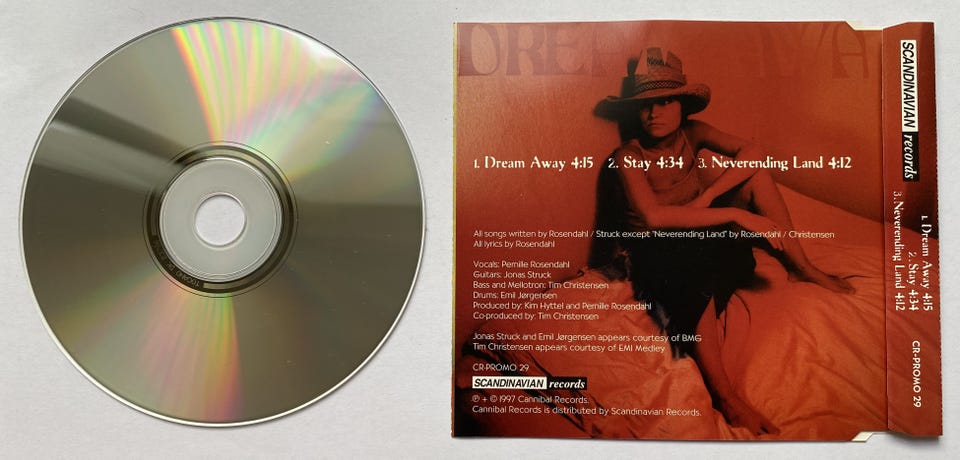 DREAM AWA
1. Dream Away 4:15 2. Stay 4:34 3. Neverending Land 4:12
All songs written by Rosendahl / Struck except "Neverending Land" by Rosendahl / Christensen
All lyrics by Rosendahl
Vocals: Pernille Rosendahl
Guitars: Jonas Struck
Bass and Mellotron: Tim Christensen
Drums: Emil Jørgensen
Produced by: Kim Hyttel and Pernille Rosendahl
Co-produced by: Tim Christensen
Jonas Struck and Emil Jørgensen appears courtesy of BMG
Tim Christensen appears courtesy of EMI Medley
CR-PROMO 29
SCANDINAVIAN records
℗ + © 1997 Cannibal Records.
Cannibal Records is distributed by Scandinavian Records.
SCANDINAVIAN records
1. Dream Away 4:15
2. Stay 4:34
3. Neverending Land 4:12
CR-PROMO 29